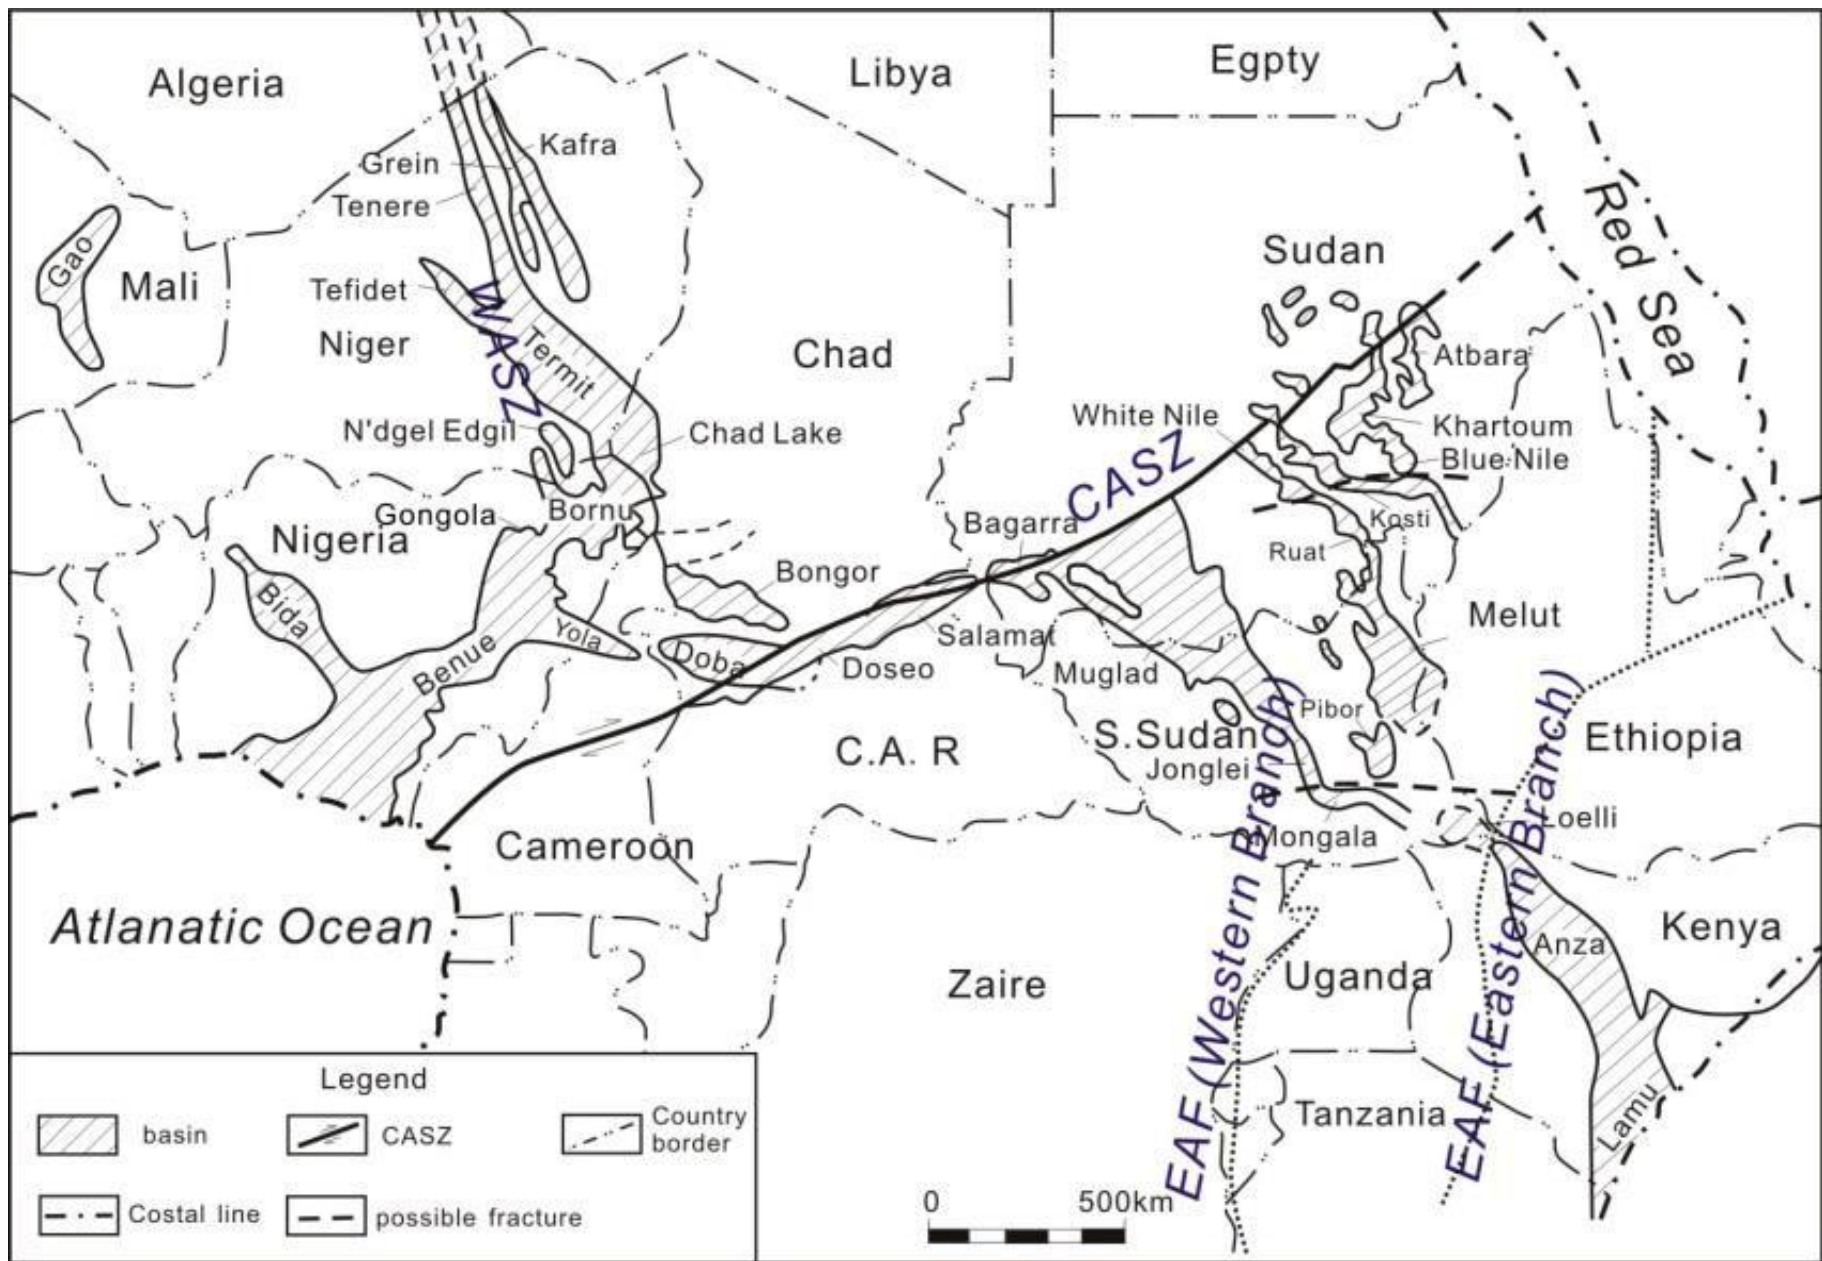 Algeria
Libya
Egpty
Kafra
Grein
Tenere
Red Sea
Gao
Mali
Tefidet
WASZ
Niger
Termit
Chad
Sudan
Atbara
N'dgel Edgil
Chad Lake
White Nile
Khartoum
Blue Nile
CASZ
Gongola
Bornu
Nigeria
Bagarra
Kosti
Ruat
Bongor
Bida
Yola
Benue
Doba
Doseo
Salamat
Muglad
Melut
Pibor
S.Sudan
Jonglei
C.A. R
Ethiopia
Loelli
Mongala
Cameroon
Atlanatic Ocean
Zaire
Uganda
Anza
Kenya
EAF (Western Branch)
EAF (Eastern Branch)
Tanzania
Lamu
Legend
basin
CASZ
Country
border
Costal line
possible fracture
0
500km